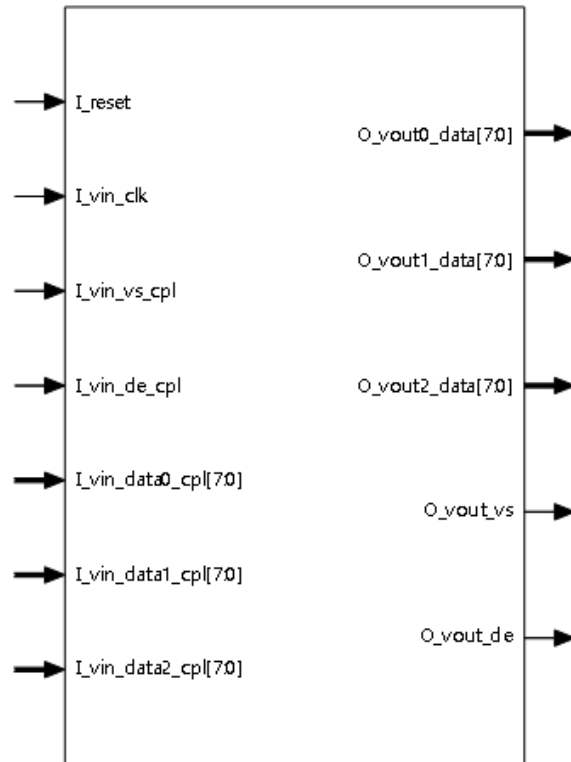 I_reset
O_vout0_data[7:0]
I_vin_clk
O_vout1_data[7:0]
I_vin_vs_cpl
I_vin_de_cpl
O_vout2_data[7:0]
I_vin_data0_cpl[7:0]
O_vout_vs
I_vin_data1_cpl[7:0]
O_vout_de
I_vin_data2_cpl[7:0]